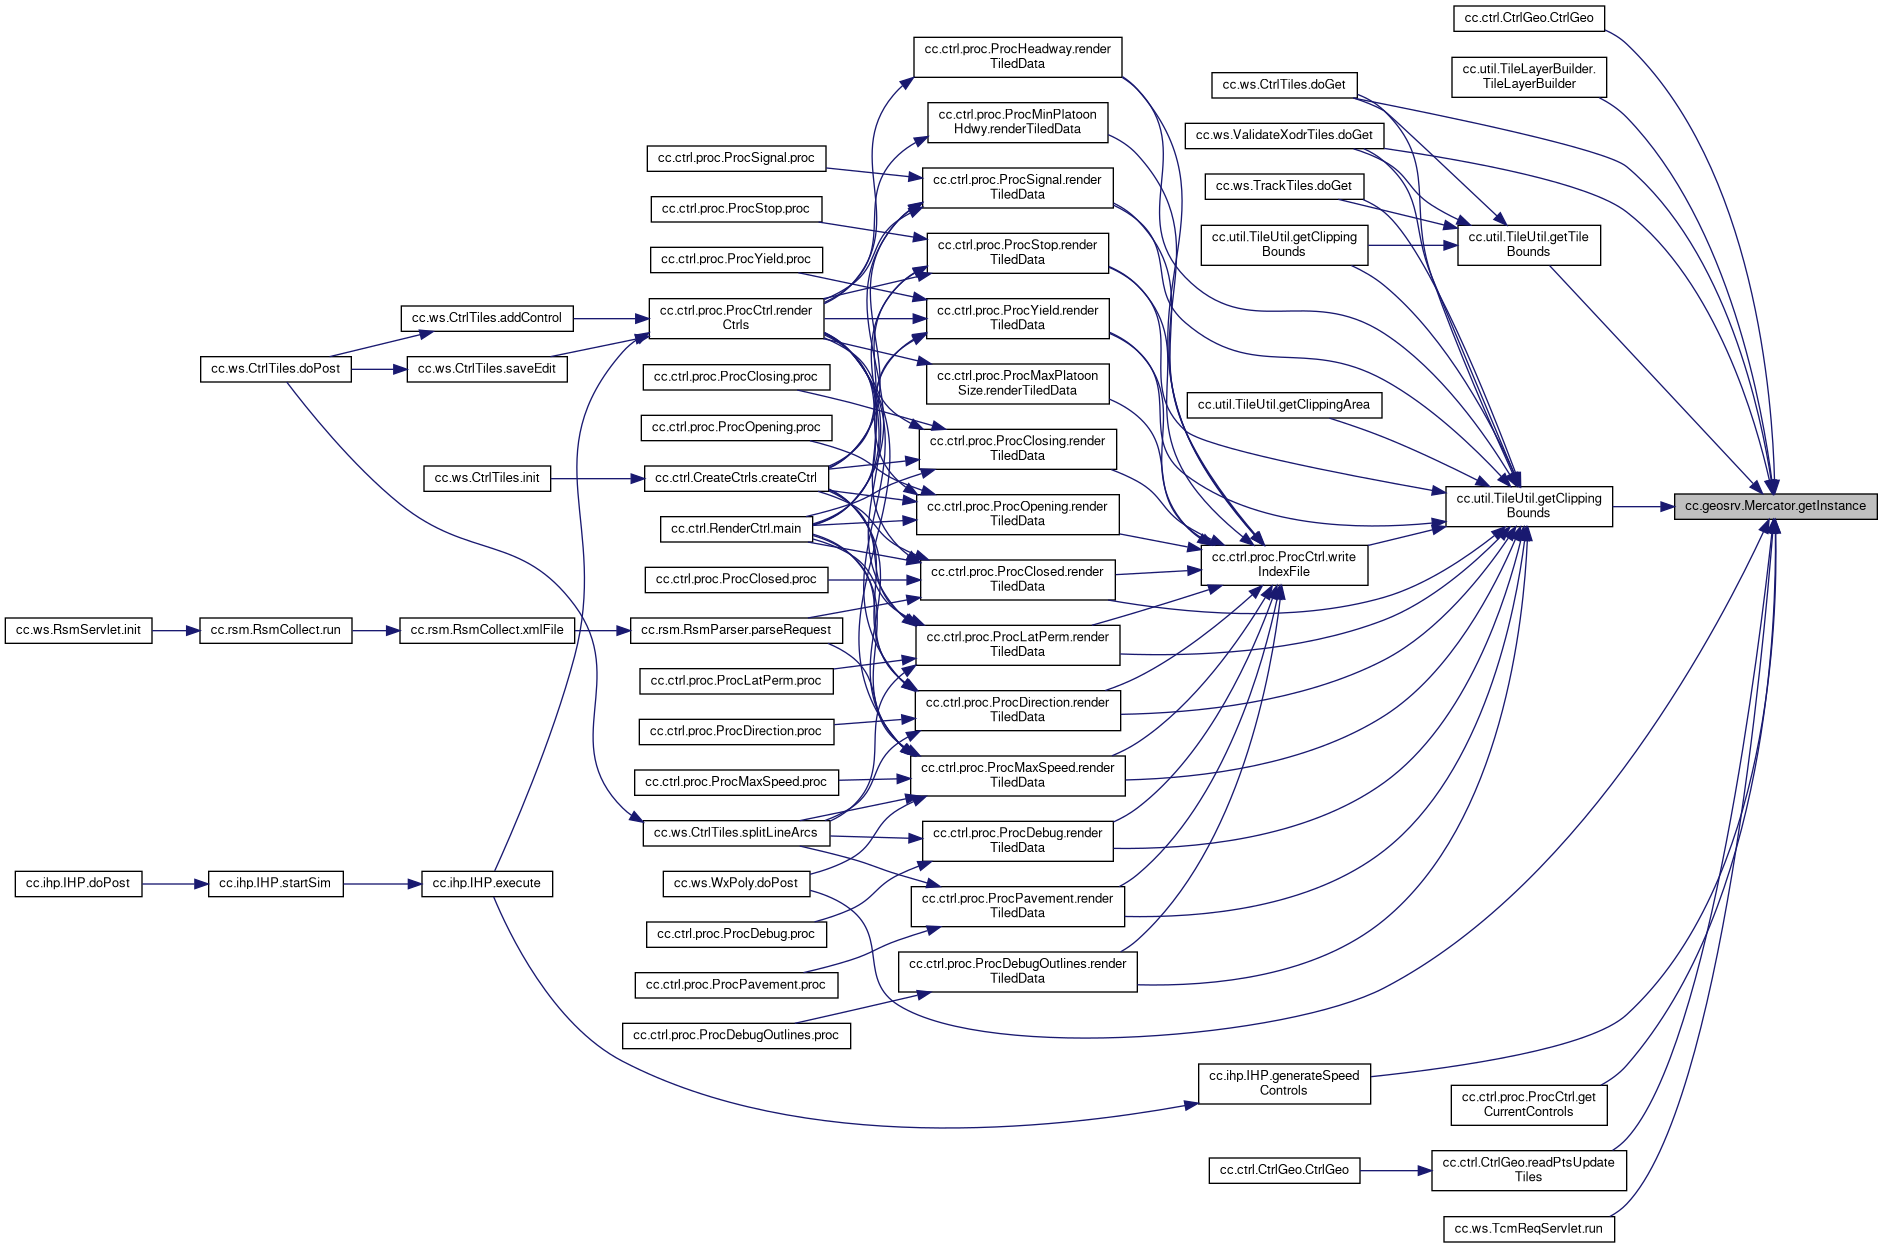 cc.ctrl.CtrlGeo.CtrlGeo
cc.util.TileLayerBuilder.
TileLayerBuilder
cc.ws.CtrlTiles.doGet
cc.ws.ValidateXodrTiles.doGet
cc.ws.TrackTiles.doGet
cc.util.TileUtil.getClipping
Bounds
cc.util.TileUtil.getTile
Bounds
cc.util.TileUtil.getClippingArea
cc.util.TileUtil.getClipping
Bounds
cc.geosrv.Mercator.getInstance
cc.ctrl.proc.ProcCtrl.write
IndexFile
cc.ctrl.proc.ProcHeadway.render
TiledData
cc.ctrl.proc.ProcMinPlatoon
Hdwy.renderTiledData
cc.ctrl.proc.ProcSignal.render
TiledData
cc.ctrl.proc.ProcStop.render
TiledData
cc.ctrl.proc.ProcYield.render
TiledData
cc.ctrl.proc.ProcMaxPlatoon
Size.renderTiledData
cc.ctrl.proc.ProcClosing.render
TiledData
cc.ctrl.proc.ProcOpening.render
TiledData
cc.ctrl.proc.ProcClosed.render
TiledData
cc.ctrl.proc.ProcLatPerm.render
TiledData
cc.ctrl.proc.ProcDirection.render
TiledData
cc.ctrl.proc.ProcMaxSpeed.render
TiledData
cc.ctrl.proc.ProcDebug.render
TiledData
cc.ctrl.proc.ProcPavement.render
TiledData
cc.ctrl.proc.ProcDebugOutlines.render
TiledData
cc.ctrl.proc.ProcSignal.proc
cc.ctrl.proc.ProcStop.proc
cc.ctrl.proc.ProcYield.proc
cc.ctrl.proc.ProcCtrl.render
Ctrls
cc.ctrl.proc.ProcClosing.proc
cc.ctrl.proc.ProcOpening.proc
cc.ctrl.CreateCtrls.createCtrl
cc.ctrl.RenderCtrl.main
cc.ctrl.proc.ProcClosed.proc
cc.rsm.RsmParser.parseRequest
cc.ctrl.proc.ProcLatPerm.proc
cc.ctrl.proc.ProcDirection.proc
cc.ctrl.proc.ProcMaxSpeed.proc
cc.ws.CtrlTiles.splitLineArcs
cc.ws.WxPoly.doPost
cc.ctrl.proc.ProcDebug.proc
cc.ctrl.proc.ProcPavement.proc
cc.ctrl.proc.ProcDebugOutlines.proc
cc.ws.CtrlTiles.addControl
cc.ws.CtrlTiles.saveEdit
cc.ws.CtrlTiles.doPost
cc.ws.CtrlTiles.init
cc.rsm.RsmCollect.xmlFile
cc.rsm.RsmCollect.run
cc.ws.RsmServlet.init
cc.ihp.IHP.execute
cc.ihp.IHP.startSim
cc.ihp.IHP.doPost
cc.ihp.IHP.generateSpeed
Controls
cc.ctrl.proc.ProcCtrl.get
CurrentControls
cc.ctrl.CtrlGeo.readPtsUpdate
Tiles
cc.ctrl.CtrlGeo.CtrlGeo
cc.ws.TcmReqServlet.run